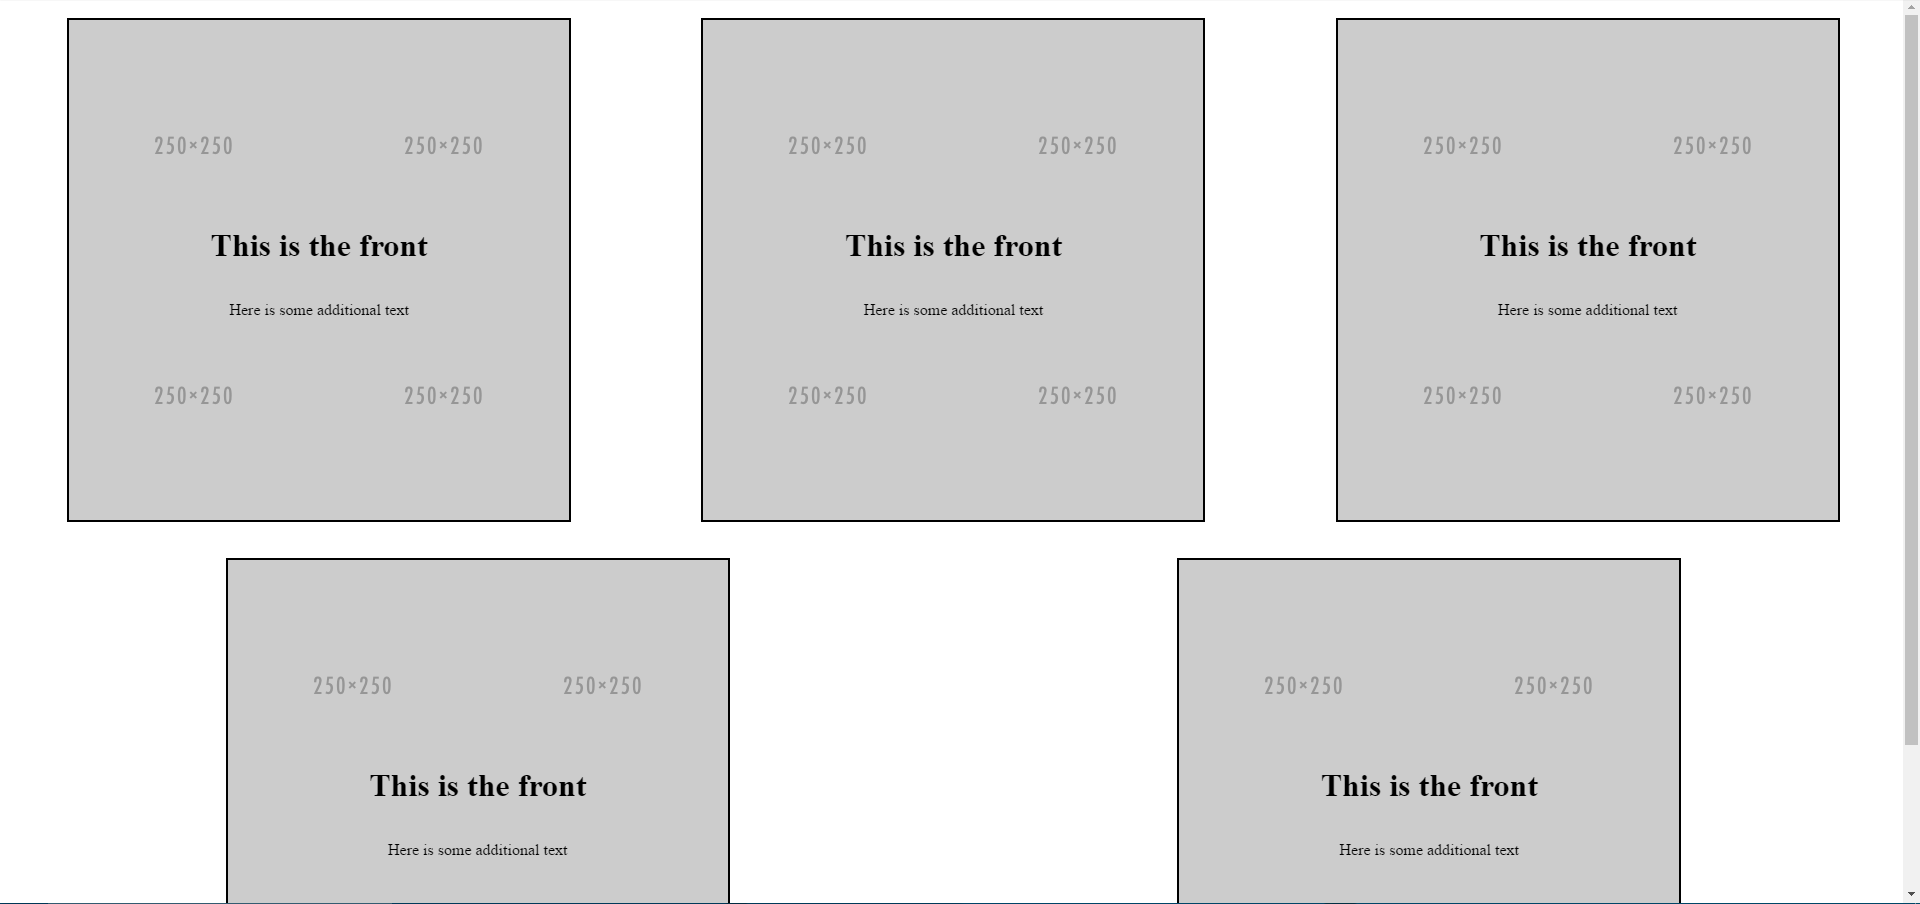 250×250 250×250 250×250 250×250 250×250 250×250
This is the front This is the front This is the front
Here is some additional text Here is some additional text Here is some additional text
250×250 250×250 250×250 250×250 250×250 250×250
250×250 250×250 250×250 250×250
This is the front This is the front
Here is some additional text Here is some additional text